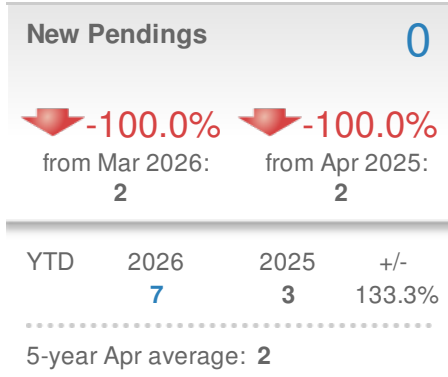 New Pendings 0
-100.0% -100.0%
from Mar 2026: from Apr 2025:
2 2
YTD 2026 2025 +/-
7 3 133.3%
5-year Apr average: 2